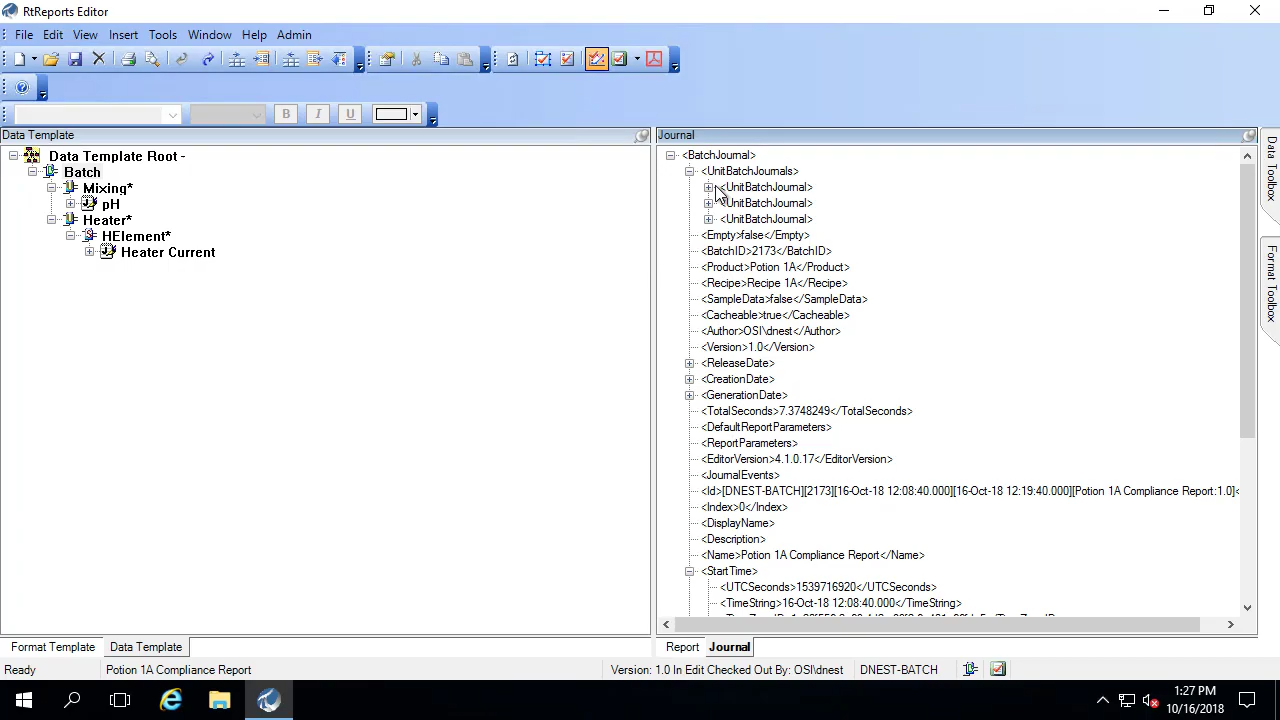 RtReports Editor
File Edit View Insert Tools Window Help Admin
B I U
Data Template
Data Template Root -
Batch
Mixing*
pH
Heater*
HElement*
Heater Current
Journal
<BatchJournal>
<UnitBatchJournals>
<UnitBatchJournal>
<UnitBatchJournal>
<UnitBatchJournal>
<Empty>false</Empty>
<BatchID>2173</BatchID>
<Product>Potion 1A</Product>
<Recipe>Recipe 1A</Recipe>
<SampleData>false</SampleData>
<Cacheable>true</Cacheable>
<Author>OSI\dnest</Author>
<Version>1.0</Version>
<ReleaseDate>
<CreationDate>
<GenerationDate>
<TotalSeconds>7.3748249</TotalSeconds>
<DefaultReportParameters>
<ReportParameters>
<EditorVersion>4.1.0.17</EditorVersion>
<JournalEvents>
<Id>[DNEST-BATCH][2173][16-Oct-18 12:08:40.000][16-Oct-18 12:19:40.000][Potion 1A Compliance Report:1.0]<
<Index>0</Index>
<DisplayName>
<Description>
<Name>Potion 1A Compliance Report</Name>
<StartTime>
<UTCSeconds>1539716920</UTCSeconds>
<TimeString>16-Oct-18 12:08:40.000</TimeString>
Data Toolbox
Format Toolbox
Format Template Data Template
Report Journal
Ready Potion 1A Compliance Report Version: 1.0 In Edit Checked Out By: OSI\dnest DNEST-BATCH
1:27 PM
10/16/2018